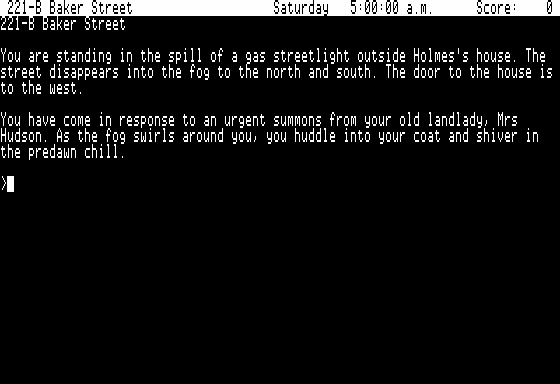 221-B Baker Street Saturday 5:00:00 a.m. Score: 0
221-B Baker Street
You are standing in the spill of a gas streetlight outside Holmes's house. The
street disappears into the fog to the north and south. The door to the house is
to the west.
You have come in response to an urgent summons from your old landlady, Mrs
Hudson. As the fog swirls around you, you huddle into your coat and shiver in
the predawn chill.
>